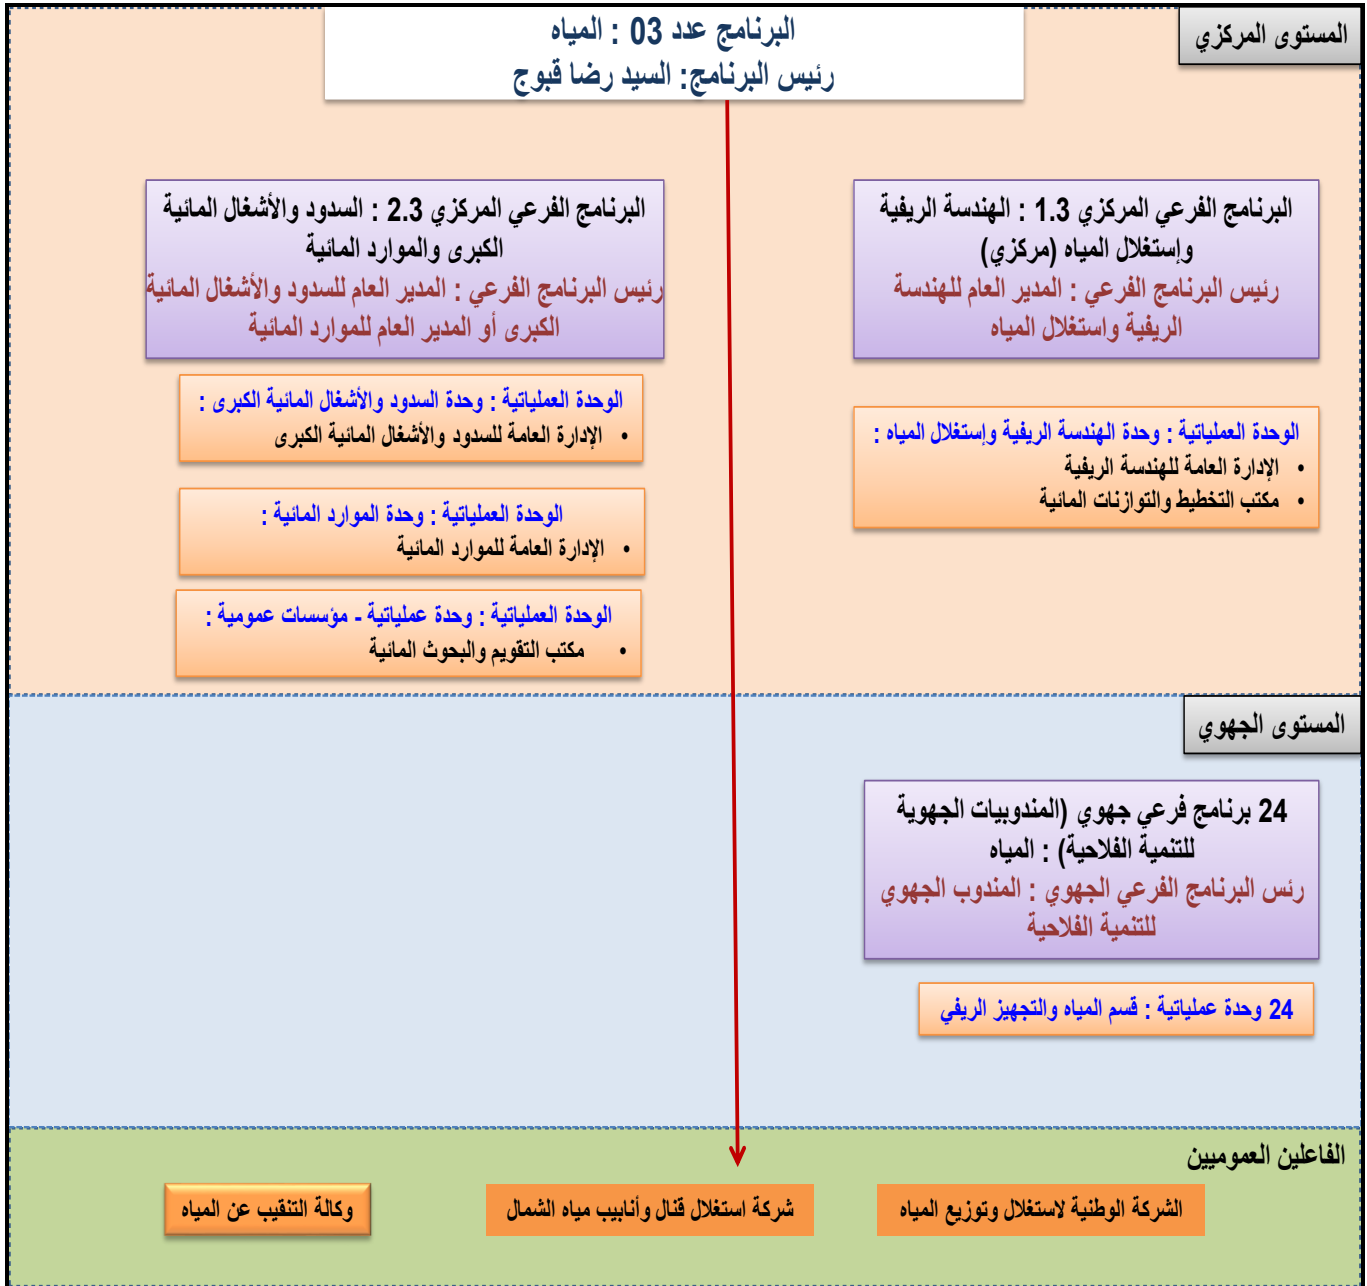 المستوى المركزي
البرنامج عدد 03 : المياه
رئيس البرنامج: السيد رضا قبوج
البرنامج الفرعي المركزي 1.3 : الهندسة الريفية
وإستغلال المياه (مركزي)
رئيس البرنامج الفرعي : المدير العام للهندسة
الريفية واستغلال المياه
الوحدة العملياتية : وحدة الهندسة الريفية وإستغلال المياه :
• الإدارة العامة للهندسة الريفية
• مكتب التخطيط والتوازنات المائية
البرنامج الفرعي المركزي 2.3 : السدود والأشغال المائية
الكبرى والموارد المائية
رئيس البرنامج الفرعي : المدير العام للسدود والأشغال المائية
الكبرى أو المدير العام للموارد المائية
الوحدة العملياتية : وحدة السدود والأشغال المائية الكبرى :
• الإدارة العامة للسدود والأشغال المائية الكبرى
الوحدة العملياتية : وحدة الموارد المائية :
• الإدارة العامة للموارد المائية
الوحدة العملياتية : وحدة عملياتية - مؤسسات عمومية :
• مكتب التقويم والبحوث المائية
المستوى الجهوي
24 برنامج فرعي جهوي (المندوبيات الجهوية
للتنمية الفلاحية) : المياه
رئس البرنامج الفرعي الجهوي : المندوب الجهوي
للتنمية الفلاحية
24 وحدة عملياتية : قسم المياه والتجهيز الريفي
الفاعلين العموميين
الشركة الوطنية لاستغلال وتوزيع المياه
شركة استغلال قنال وأنابيب مياه الشمال
وكالة التنقيب عن المياه